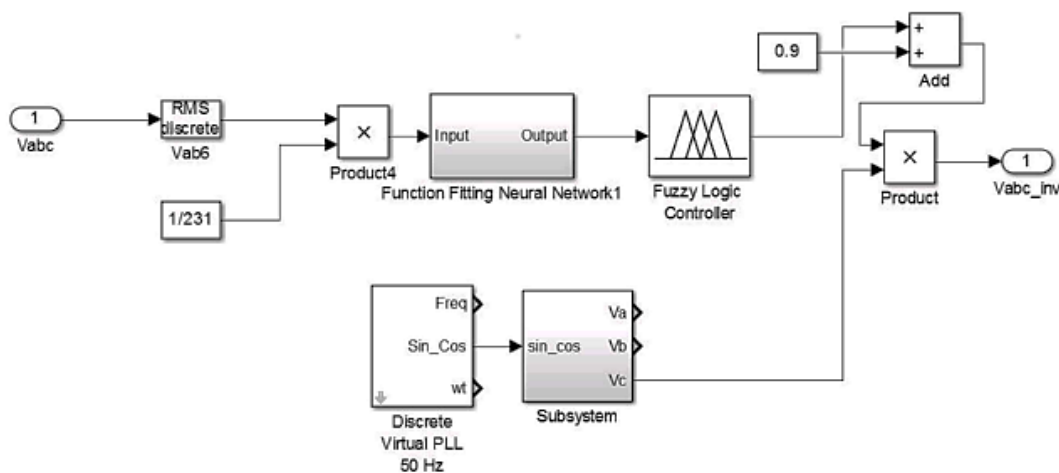 0.9
+
+
Add
1
Vabc
RMS
discrete
Vab6
×
Product4
Input
Output
Function Fitting Neural Network1
Fuzzy Logic
Controller
×
Product
1
Vabc_inv
1/231
Freq
Sin_Cos
wt
Discrete
Virtual PLL
50 Hz
sin_cos
Va
Vb
Vc
Subsystem